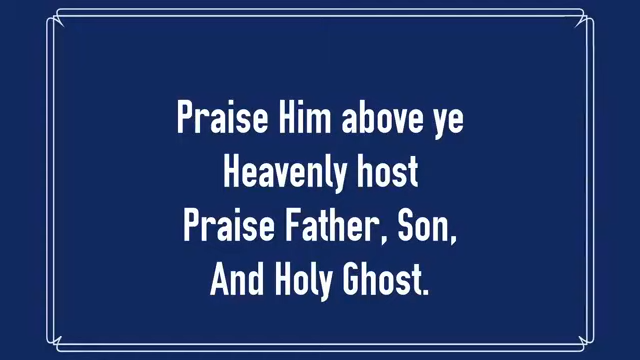 Praise Him above ye
Heavenly host
Praise Father, Son,
And Holy Ghost.